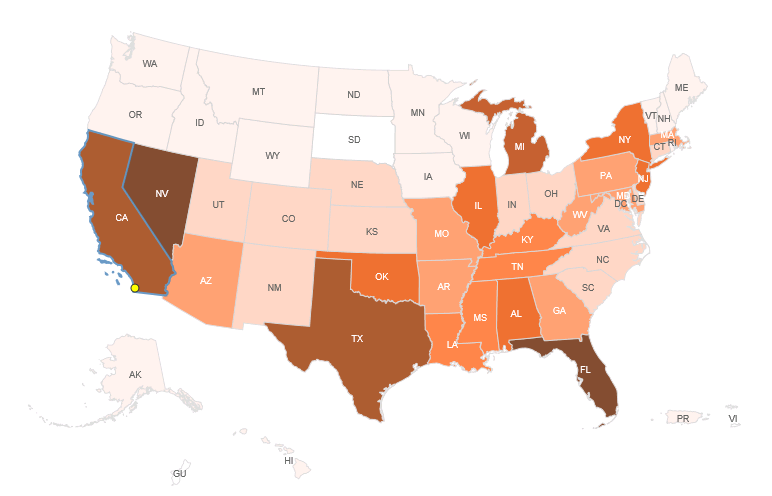 WA
MT
ND
MN
ME
OR
ID
WY
SD
WI
MI
VT
NH
NY
MA
CT
RI
NV
UT
CO
NE
IA
IL
IN
OH
PA
NJ
CA
KS
MO
KY
WV
MD
DE
DC
VA
AZ
NM
OK
AR
TN
NC
SC
TX
LA
MS
AL
GA
FL
AK
HI
GU
PR
VI